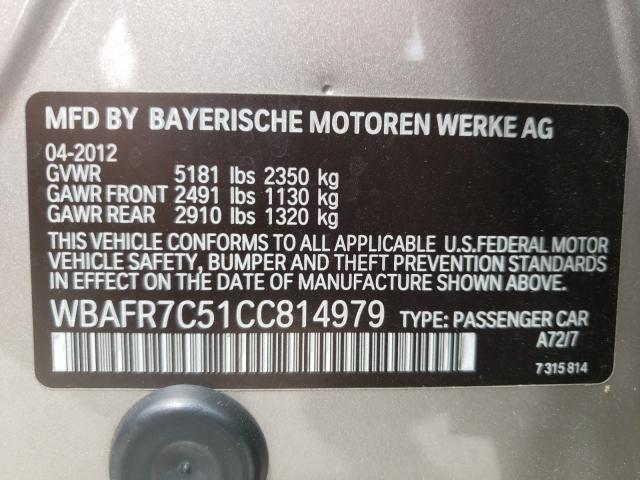 MFD BY BAYERISCHE MOTOREN WERKE AG
04-2012
GVWR 5181 lbs 2350 kg
GAWR FRONT 2491 lbs 1130 kg
GAWR REAR 2910 lbs 1320 kg
THIS VEHICLE CONFORMS TO ALL APPLICABLE U.S.FEDERAL MOTOR
VEHICLE SAFETY, BUMPER AND THEFT PREVENTION STANDARDS
IN EFFECT ON THE DATE OF MANUFACTURE SHOWN ABOVE.
WBAFR7C51CC814979 TYPE: PASSENGER CAR
A72/7
7 315 814